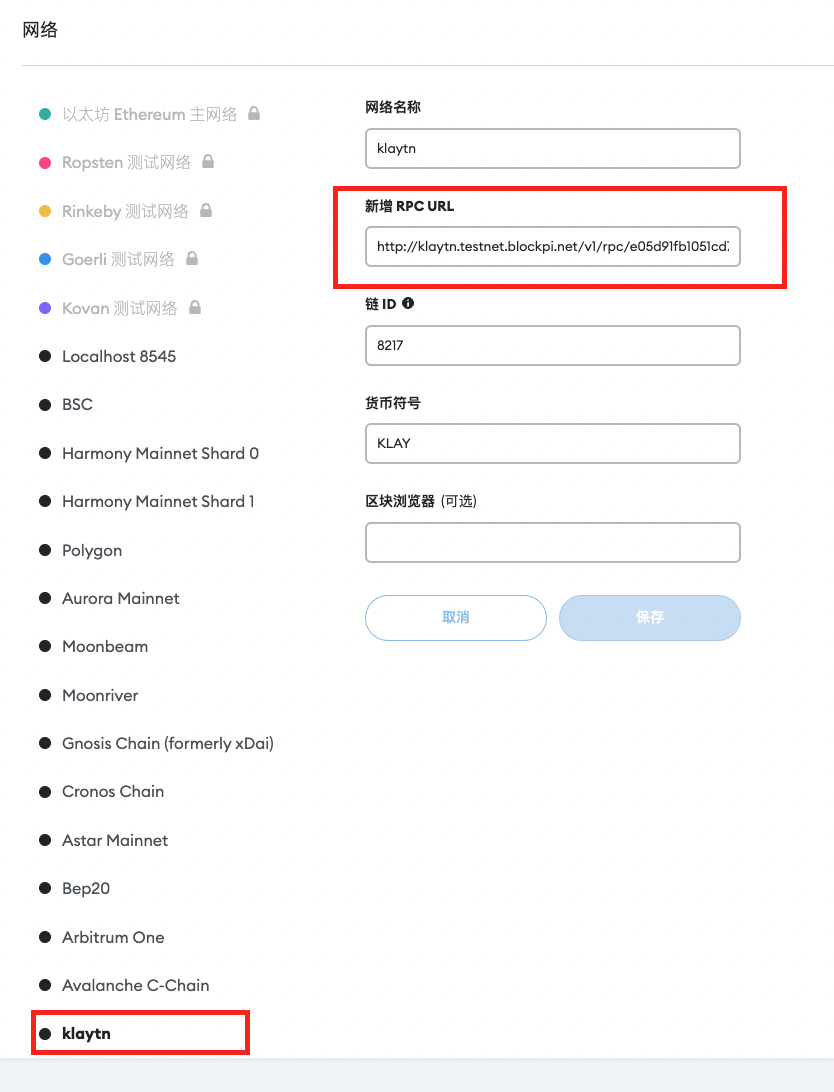 网络
以太坊 Ethereum 主网络
Ropsten 测试网络
Rinkeby 测试网络
Goerli 测试网络
Kovan 测试网络
Localhost 8545
BSC
Harmony Mainnet Shard 0
Harmony Mainnet Shard 1
Polygon
Aurora Mainnet
Moonbeam
Moonriver
Gnosis Chain (formerly xDai)
Cronos Chain
Astar Mainnet
Bep20
Arbitrum One
Avalanche C-Chain
klaytn
网络名称
klaytn
新增 RPC URL
http://klaytn.testnet.blockpi.net/v1/rpc/e05d91fb1051cd
链 ID
8217
货币符号
KLAY
区块浏览器 (可选)
取消
保存